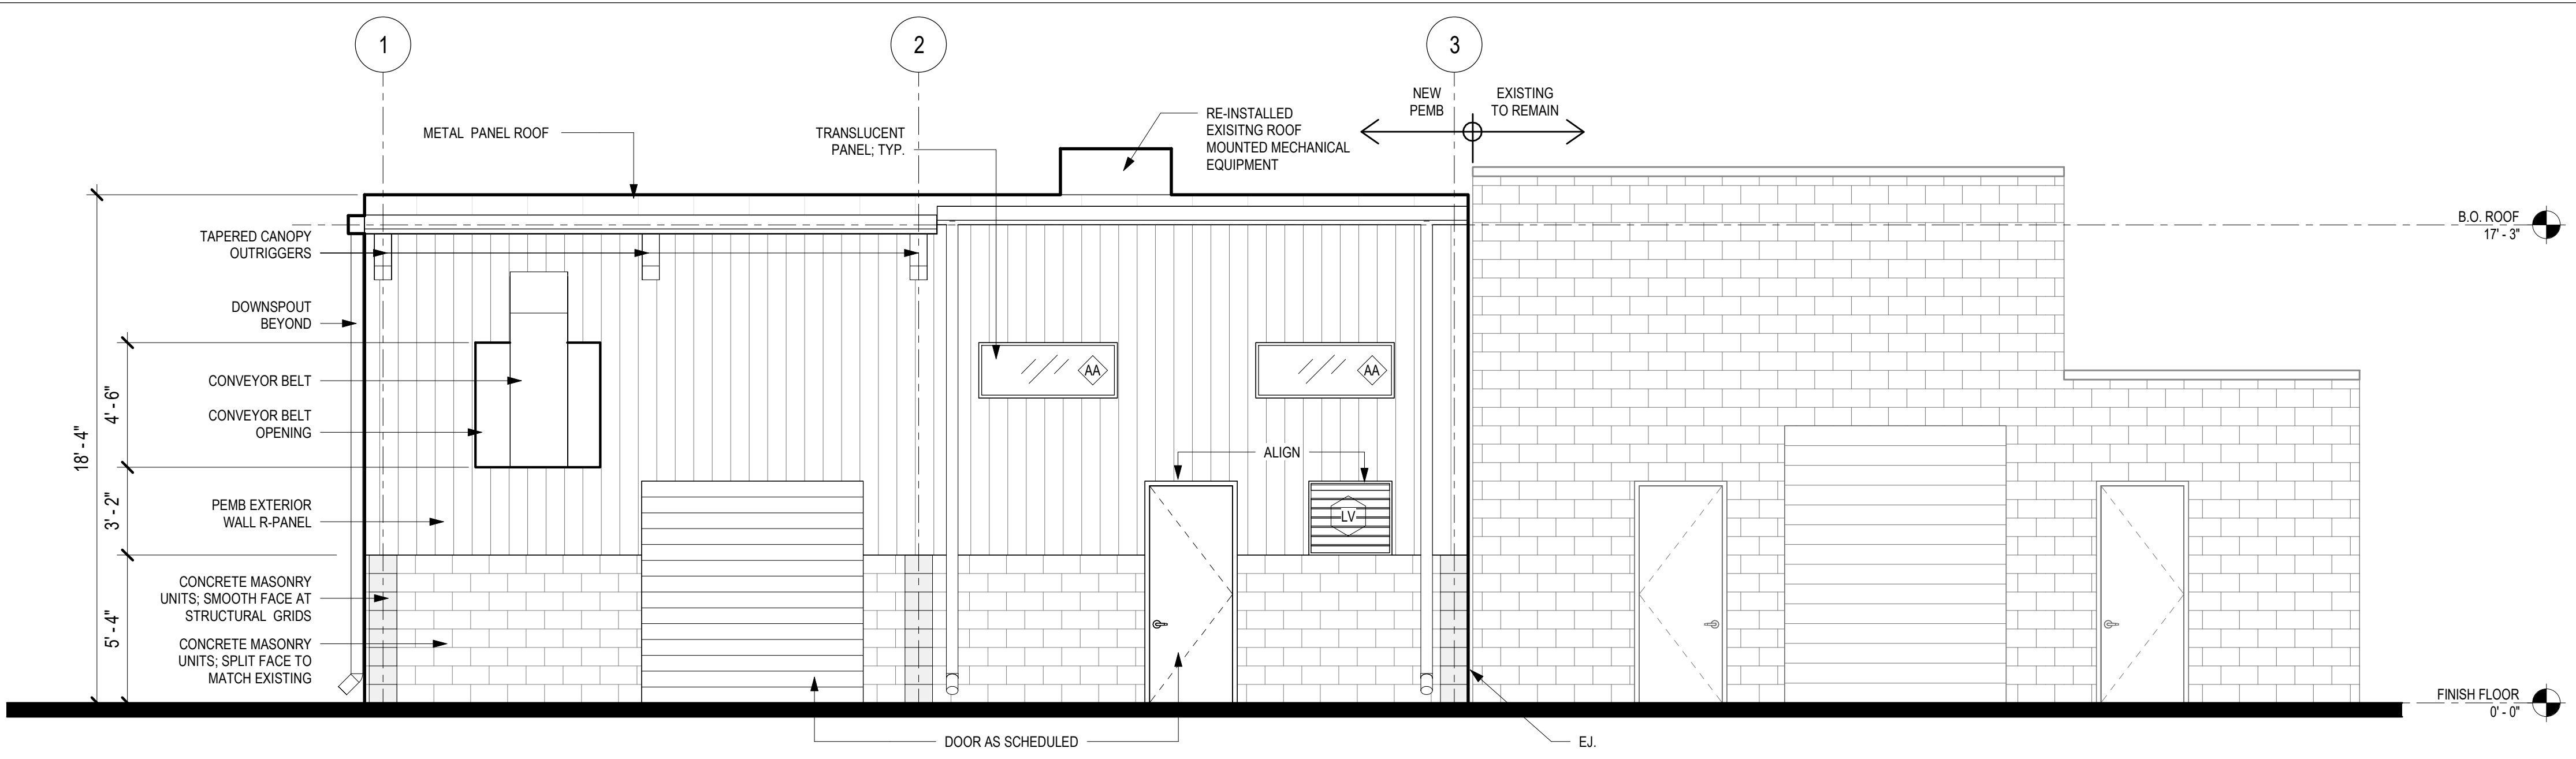 1
2
3
NEW
PEMB
EXISTING
TO REMAIN
METAL  PANEL ROOF
TRANSLUCENT
PANEL; TYP.
RE-INSTALLED
EXISITNG ROOF
MOUNTED MECHANICAL
EQUIPMENT
B.O. ROOF
17' - 3"
TAPERED CANOPY
OUTRIGGERS
DOWNSPOUT
BEYOND
CONVEYOR BELT
CONVEYOR BELT
OPENING
AA
AA
18' - 4"
4' - 6"
3' - 2"
5' - 4"
ALIGN
LV
PEMB EXTERIOR
WALL R-PANEL
CONCRETE MASONRY
UNITS; SMOOTH FACE AT
STRUCTURAL  GRIDS
CONCRETE MASONRY
UNITS; SPLIT FACE TO
MATCH EXISTING
FINISH FLOOR
0' - 0"
DOOR AS SCHEDULED
EJ.